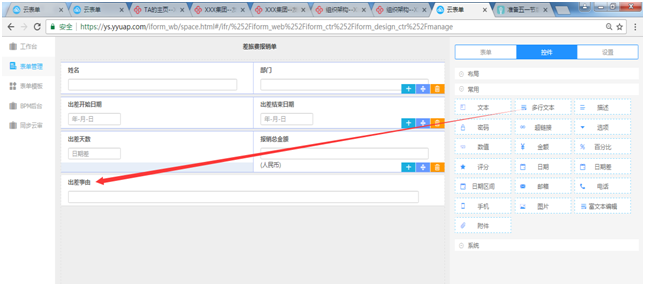 云表单
云表单
TA的主页—
XXX集团--
XXX集团--
组织架构--
组织架构--
云表单
准备五一节
安全 https://ys.yyuap.com/iform_wb/space.html#/ifr/%252Fiform_web%252Fiform_ctr%252Fiform_design_ctr%252Fmanage
工作台
表单管理
表单模板
BPM后台
同步云审
差旅费报销单
姓名
部门
出差开始日期
出差结束日期
年-月-日
年-月-日
出差天数
报销总金额
日期差
(人民币)
出差事由
表单
控件
设置
布局
常用
文本
多行文本
描述
密码
超链接
选项
数值
金额
百分比
评分
日期
日期差
日期区间
邮箱
电话
手机
图片
富文本编辑
附件
系统